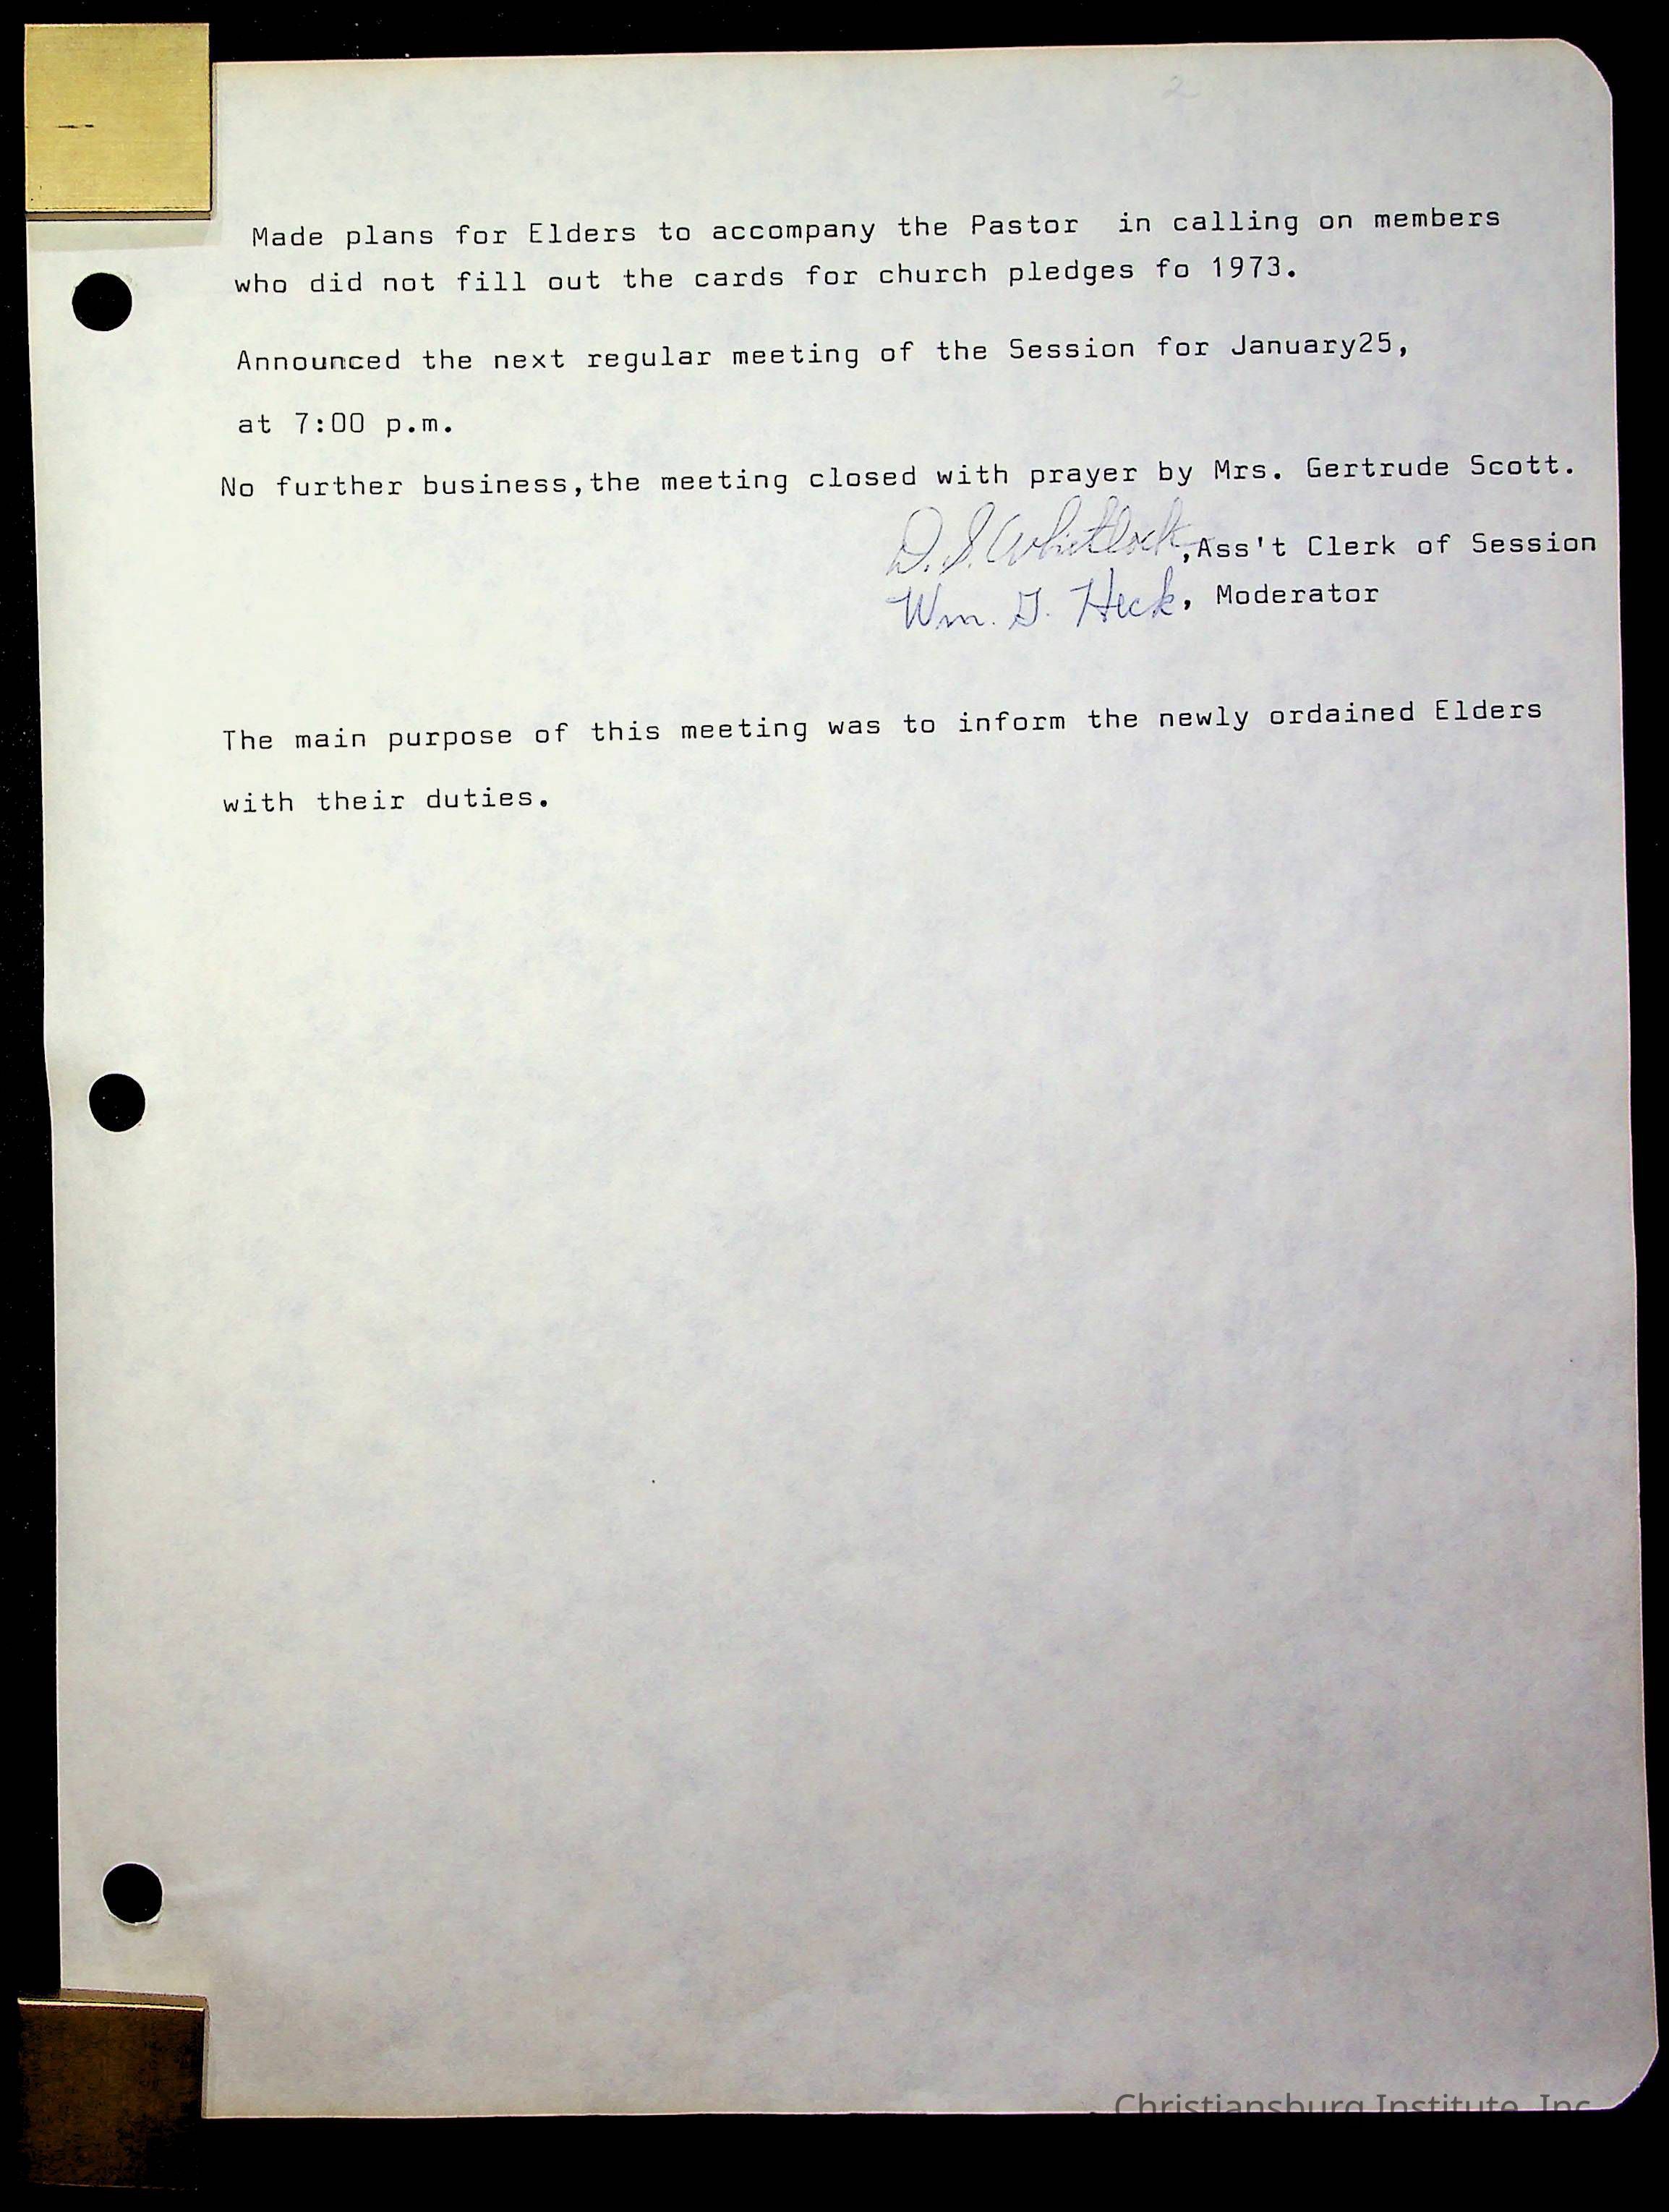 2
Made plans for Elders to accompany the Pastor in calling on members
who did not fill out the cards for church pledges fo 1973.
Announced the next regular meeting of the Session for January25,
at 7:00 p.m.
No further business,the meeting closed with prayer by Mrs. Gertrude Scott.
D. S. Whitlock,Ass't Clerk of Session
Wm. G. Heck, Moderator
The main purpose of this meeting was to inform the newly ordained Elders
with their duties.
Christiansburg Institute, Inc.